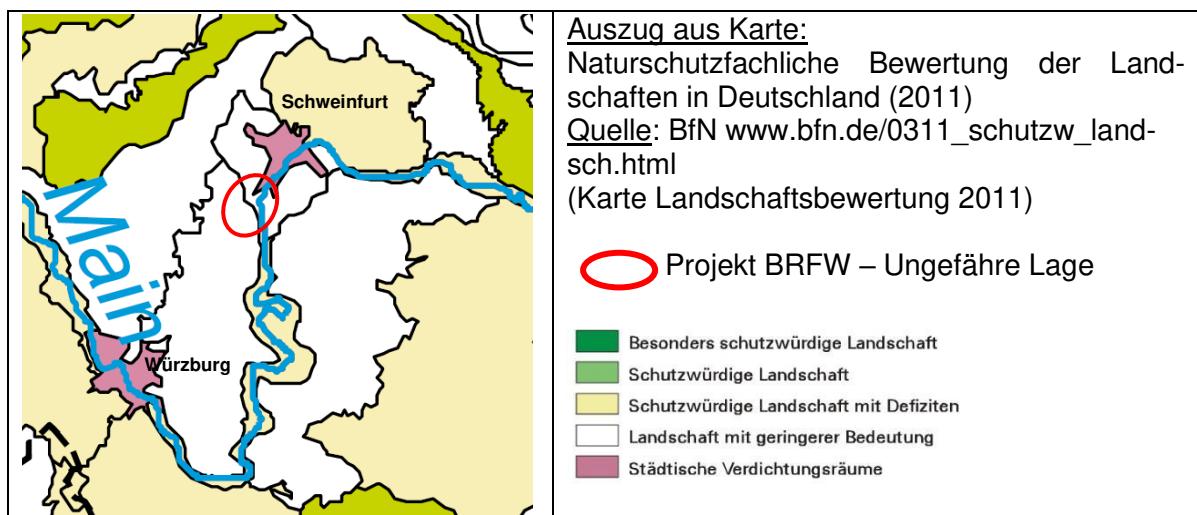 Schweinfurt
Main
Würzburg
Auszug aus Karte:
Naturschutzfachliche Bewertung der Land-
schaften in Deutschland (2011)
Quelle: BfN www.bfn.de/0311_schutzw_land-
sch.html
(Karte Landschaftsbewertung 2011)
Projekt BRFW – Ungefähre Lage
Besonders schutzwürdige Landschaft
Schutzwürdige Landschaft
Schutzwürdige Landschaft mit Defiziten
Landschaft mit geringerer Bedeutung
Städtische Verdichtungsräume